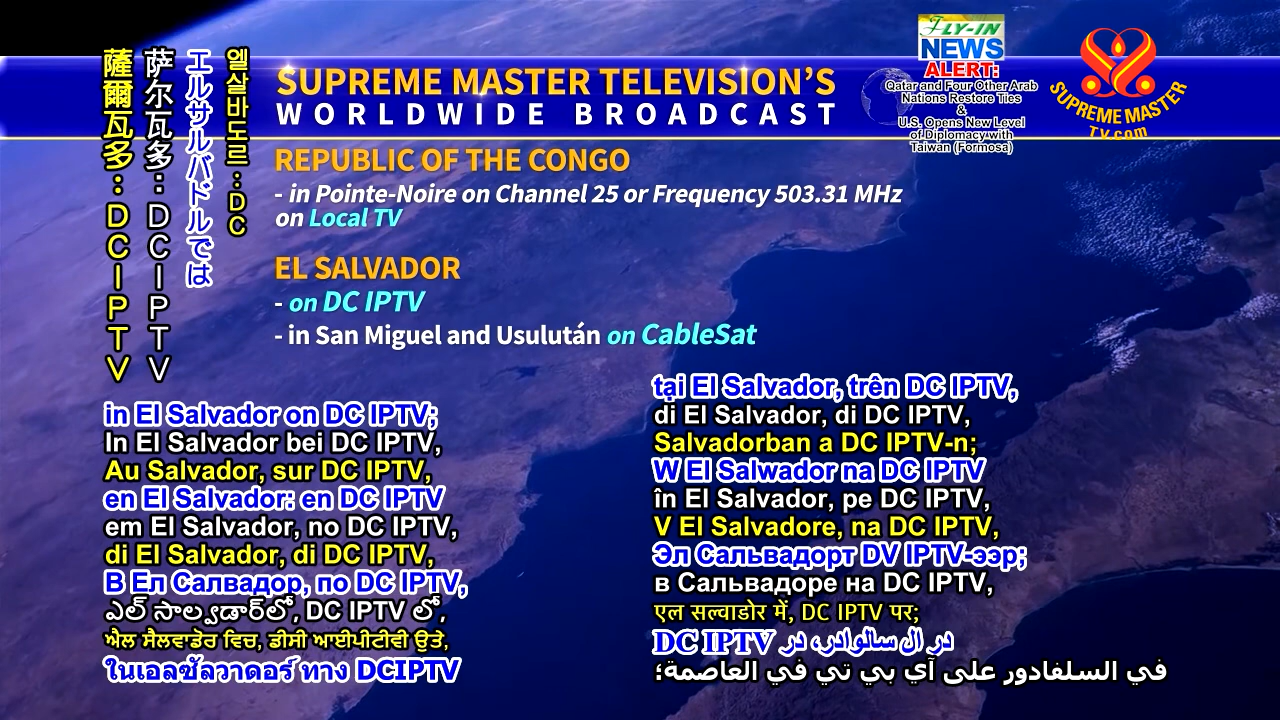 薩爾瓦多：DCIPTV
萨尔瓦多：DCIPTV
エルサルバドルでは
엘살바도르：DC
SUPREME MASTER TELEVISION'S
WORLDWIDE BROADCAST
FLY-IN
NEWS
ALERT:
Qatar and Four Other Arab
Nations Restore Ties
&
U.S. Opens New Level
of Diplomacy with
Taiwan (Formosa)
SUPREME MASTER
TV.com
REPUBLIC OF THE CONGO
- in Pointe-Noire on Channel 25 or Frequency 503.31 MHz
on Local TV
EL SALVADOR
- on DC IPTV
- in San Miguel and Usulután on CableSat
in El Salvador on DC IPTV;
In El Salvador bei DC IPTV,
Au Salvador, sur DC IPTV,
en El Salvador: en DC IPTV
em El Salvador, no DC IPTV,
di El Salvador, di DC IPTV,
В Ел Салвадор, по DC IPTV,
ఎల్ సాల్వడార్‌లో, DC IPTV లో,
ਐਲ ਸੈਲਵਾਡੋਰ ਵਿਚ, ਡੀਸੀ ਆਈਪੀਟੀਵੀ ਉਤੇ,
ในเอลซัลวาดอร์ ทาง DCIPTV
tại El Salvador, trên DC IPTV,
di El Salvador, di DC IPTV,
Salvadorban a DC IPTV-n;
W El Salwador na DC IPTV
în El Salvador, pe DC IPTV,
V El Salvadore, na DC IPTV,
Эл Сальвадорт DV IPTV-ээр;
в Сальвадоре на DC IPTV,
एल सल्वाडोर में, DC IPTV पर;
در ال سالوادر، در DC IPTV
في السلفادور على آي بي تي في العاصمة؛